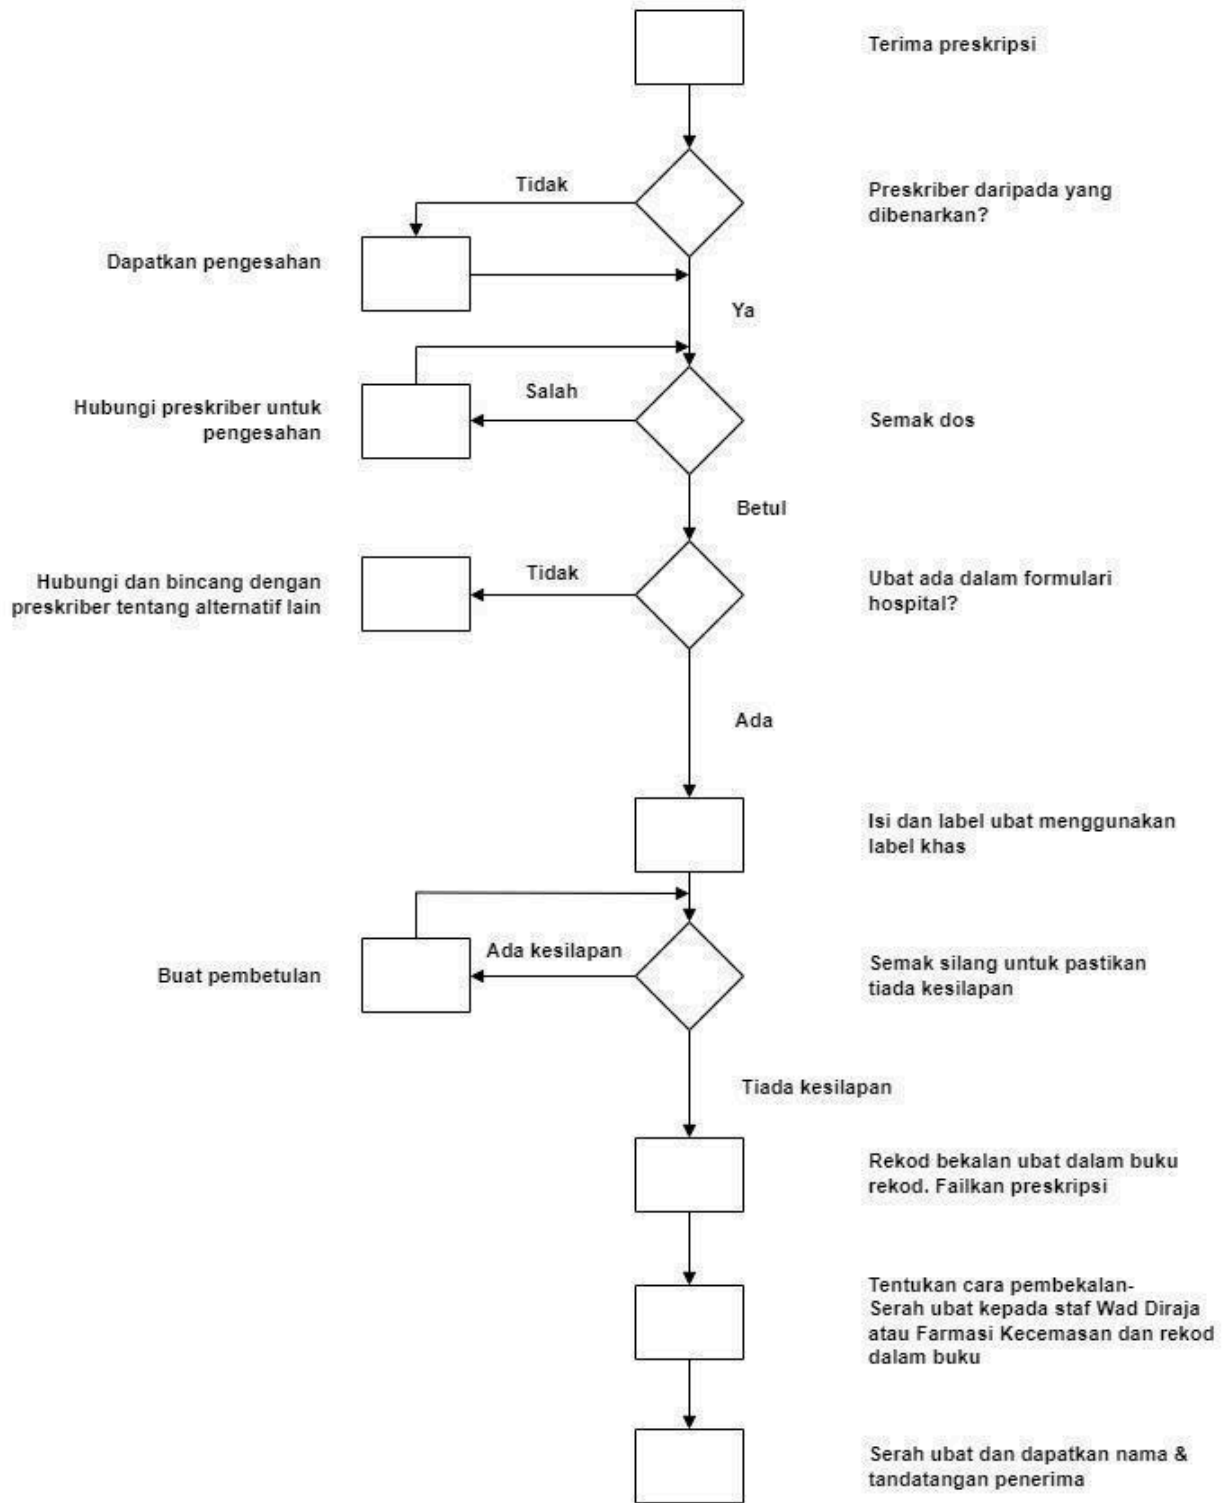 Terima preskripsi
Preskriber daripada yang
dibenarkan?
Tidak
Dapatkan pengesahan
Ya
Hubungi preskriber untuk
pengesahan
Salah
Semak dos
Betul
Hubungi dan bincang dengan
preskriber tentang alternatif lain
Tidak
Ubat ada dalam formulari
hospital?
Ada
Isi dan label ubat menggunakan
label khas
Buat pembetulan
Ada kesilapan
Semak silang untuk pastikan
tiada kesilapan
Tiada kesilapan
Rekod bekalan ubat dalam buku
rekod. Failkan preskripsi
Tentukan cara pembekalan-
Serah ubat kepada staf Wad Diraja
atau Farmasi Kecemasan dan rekod
dalam buku
Serah ubat dan dapatkan nama &
tandatangan penerima